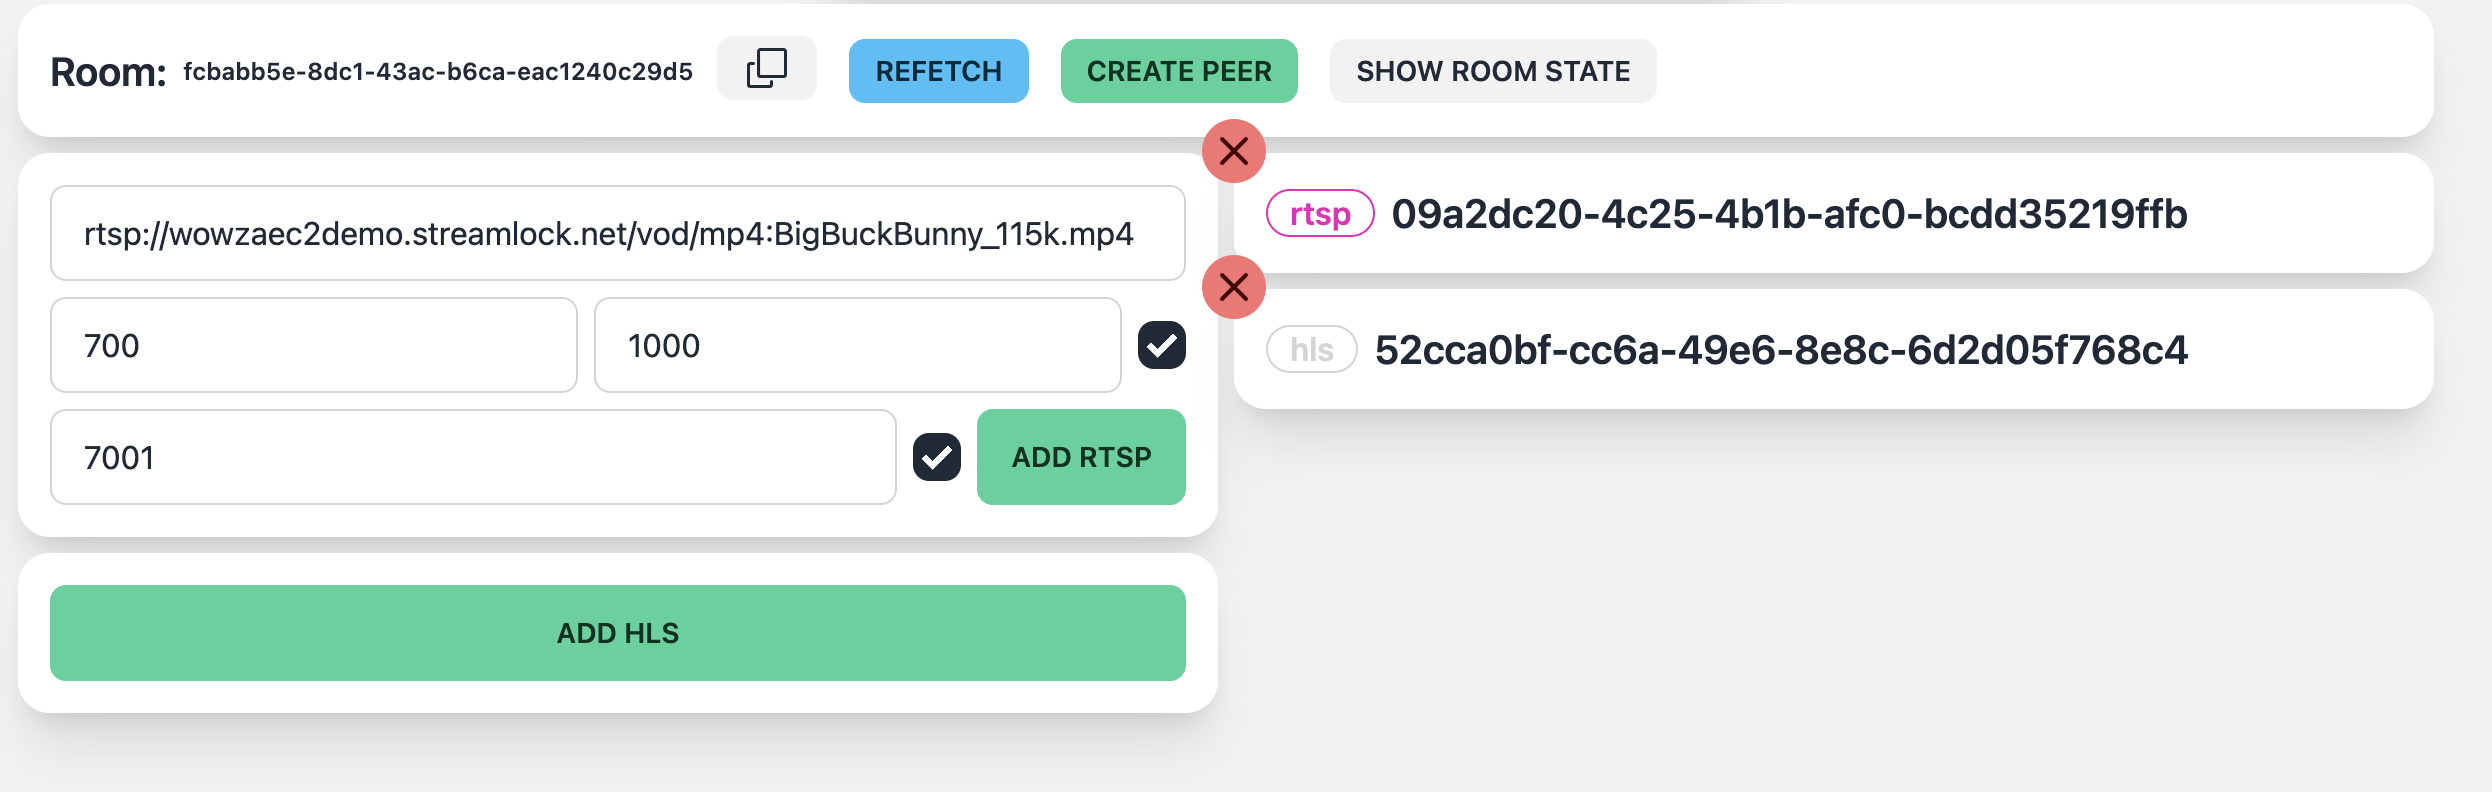 Room: fcbabb5e-8dc1-43ac-b6ca-eac1240c29d5 REFETCH CREATE PEER SHOW ROOM STATE
rtsp://wowzaec2demo.streamlock.net/vod/mp4:BigBuckBunny_115k.mp4
700 1000
7001 ADD RTSP
ADD HLS
rtsp 09a2dc20-4c25-4b1b-afc0-bcdd35219ffb
hls 52cca0bf-cc6a-49e6-8e8c-6d2d05f768c4